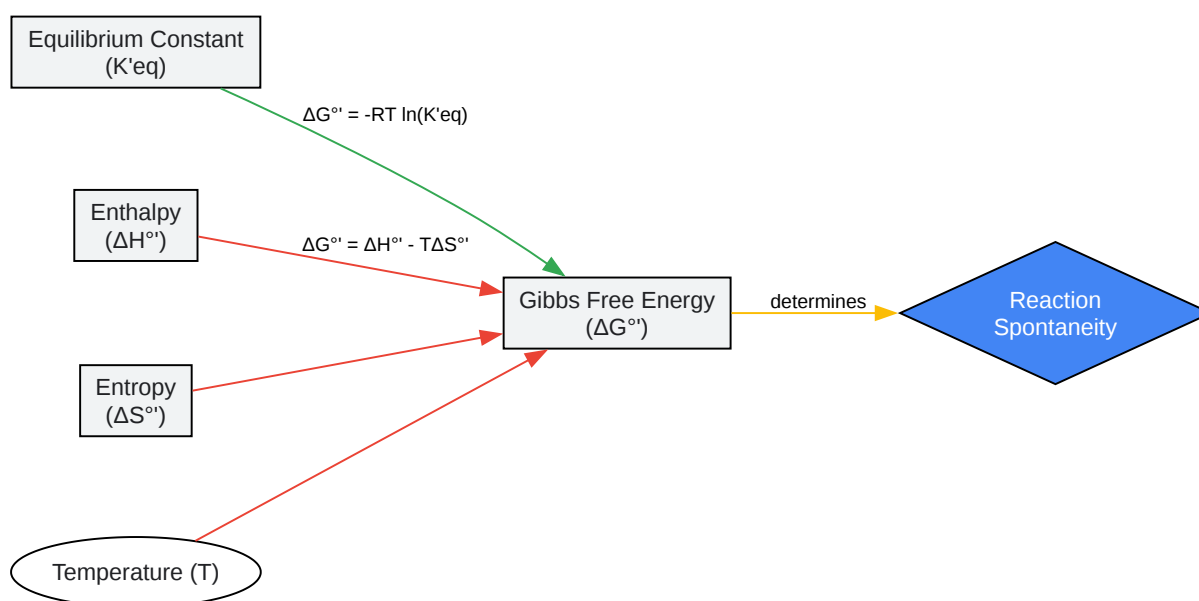 Equilibrium Constant
(K'eq)
ΔG°' = -RT ln(K'eq)
Enthalpy
(ΔH°')
ΔG°' = ΔH°' - TΔS°'
Gibbs Free Energy
(ΔG°')
determines
Reaction
Spontaneity
Entropy
(ΔS°')
Temperature (T)